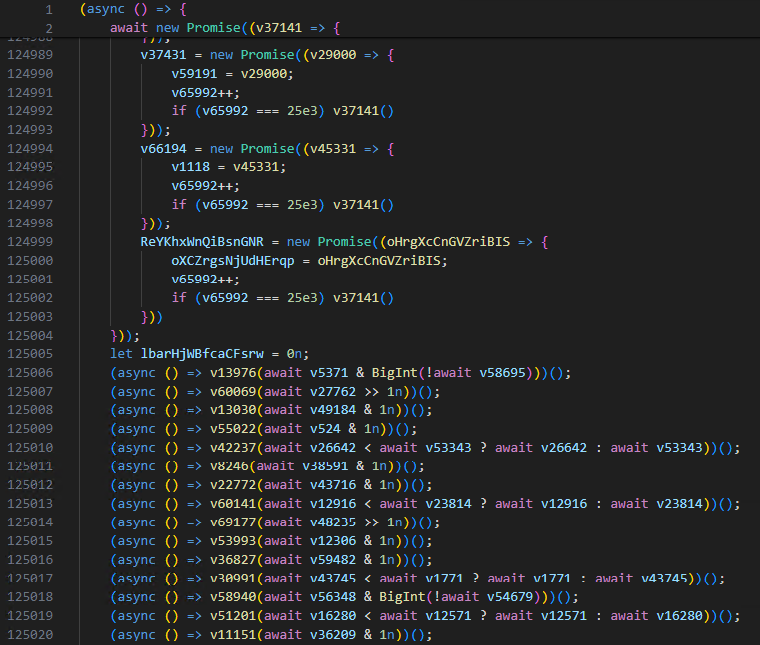 1 (async () => {
2 await new Promise((v37141 => {
124988 }));
124989 v37431 = new Promise((v29000 => {
124990 v59191 = v29000;
124991 v65992++;
124992 if (v65992 === 25e3) v37141()
124993 }));
124994 v66194 = new Promise((v45331 => {
124995 v1118 = v45331;
124996 v65992++;
124997 if (v65992 === 25e3) v37141()
124998 }));
124999 ReYKhxWnQiBsnGNR = new Promise((oHrgXcCnGVZriBIS => {
125000 oXCZrgsNjUdHErqp = oHrgXcCnGVZriBIS;
125001 v65992++;
125002 if (v65992 === 25e3) v37141()
125003 }))
125004 }));
125005 let lbarHjWBfcaCFsrw = 0n;
125006 (async () => v13976(await v5371 & BigInt(!await v58695)))();
125007 (async () => v60069(await v27762 >> 1n))();
125008 (async () => v13030(await v49184 & 1n))();
125009 (async () => v55022(await v524 & 1n))();
125010 (async () => v42237(await v26642 < await v53343 ? await v26642 : await v53343))();
125011 (async () => v8246(await v38591 & 1n))();
125012 (async () => v22772(await v43716 & 1n))();
125013 (async () => v60141(await v12916 < await v23814 ? await v12916 : await v23814))();
125014 (async () => v69177(await v48235 >> 1n))();
125015 (async () => v53993(await v12306 & 1n))();
125016 (async () => v36827(await v59482 & 1n))();
125017 (async () => v30991(await v43745 < await v1771 ? await v1771 : await v43745))();
125018 (async () => v58940(await v56348 & BigInt(!await v54679)))();
125019 (async () => v51201(await v16280 < await v12571 ? await v12571 : await v16280))();
125020 (async () => v11151(await v36209 & 1n))();